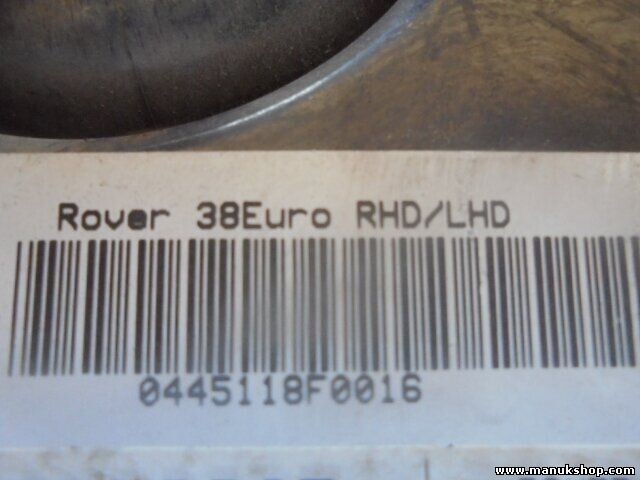 Rover 38Euro RHD/LHD
0445118F0016
www.manukshop.com